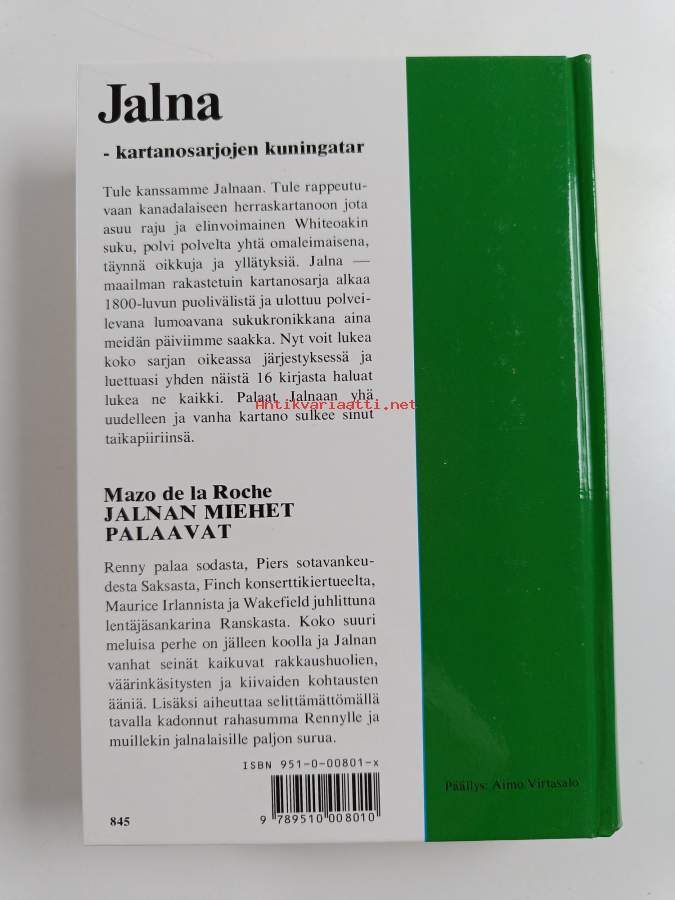 Jalna
- kartanosarjojen kuningatar
Tule kanssamme Jalnaan. Tule rappeutu-
vaan kanadalaiseen herraskartanoon jota
asuu raju ja elinvoimainen Whiteoakin
suku, polvi polvelta yhtä omaleimaisena,
täynnä oikkuja ja yllätyksiä. Jalna —
maailman rakastetuin kartanosarja alkaa
1800-luvun puolivälistä ja ulottuu polvei-
levana lumoavana sukukronikkana aina
meidän päiviimme saakka. Nyt voit lukea
koko sarjan oikeassa järjestyksessä ja
luettuasi yhden näistä 16 kirjasta haluat
lukea ne kaikki. Palaat Jalnaan yhä
Antikvariaatti.net
uudelleen ja vanha kartano sulkee sinut
taikapiiriinsä.
Mazo de la Roche
JALNAN MIEHET
PALAAVAT
Renny palaa sodasta, Piers sotavankeu-
desta Saksasta, Finch konserttikiertueelta,
Maurice Irlannista ja Wakefield juhlittuna
lentäjäsankarina Ranskasta. Koko suuri
meluisa perhe on jälleen koolla ja Jalnan
vanhat seinät kaikuvat rakkaushuolien,
väärinkäsitysten ja kiivaiden kohtausten
ääniä. Lisäksi aiheuttaa selittämättömällä
tavalla kadonnut rahasumma Rennylle ja
muillekin jalnalaisille paljon surua.
ISBN 951-0-00801-x
9 789510 008010
845
Päällys: Aimo Virtasalo